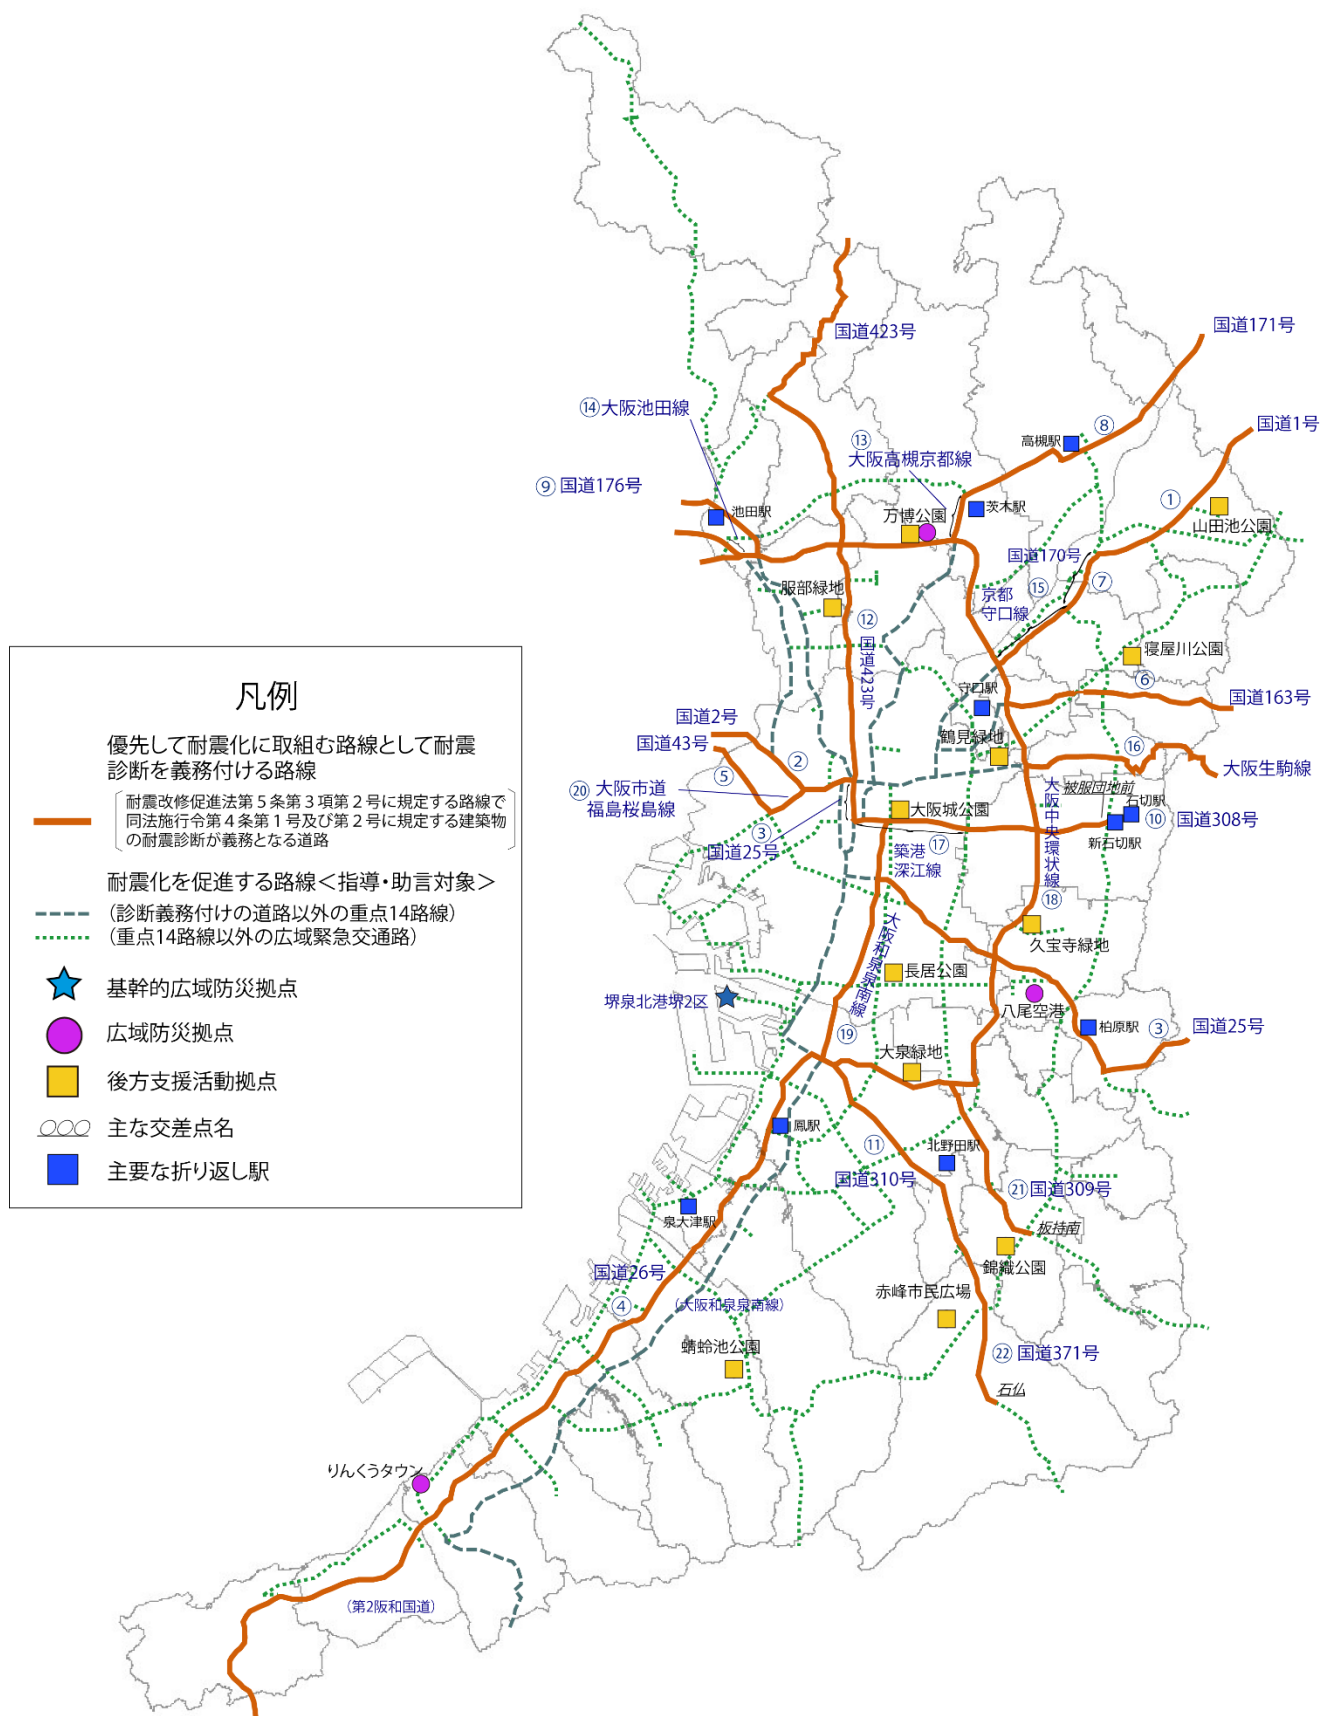 国道423号
国道171号
⑭大阪池田線
国道1号
⑧
⑬
大阪高槻京都線
高槻駅
⑨国道176号
①
池田駅
万博公園
茨木駅
山田池公園
国道170号
⑦
服部緑地
⑮
京都
守口線
⑫
国道423号
寝屋川公園
⑥
守口駅
国道163号
国道2号
国道43号
鶴見緑地
②
⑯
⑤
大阪生駒線
⑳大阪市道
福島桜島線
大阪中央環状線
被服団地前
石切駅
大阪城公園
⑩国道308号
③
新石切駅
国道25号
⑰
築港
深江線
⑱
大阪和泉泉南線
久宝寺緑地
長居公園
堺泉北港堺2区
八尾空港
柏原駅
③国道25号
⑲
大泉緑地
鳳駅
⑪
北野田駅
国道310号
㉑国道309号
泉大津駅
板持南
国道26号
錦織公園
④
(大阪和泉泉南線)
赤峰市民広場
蜻蛉池公園
㉒国道371号
石仏
りんくうタウン
(第2阪和国道)
凡例
優先して耐震化に取組む路線として耐震
診断を義務付ける路線
耐震改修促進法第5条第3項第2号に規定する路線で
同法施行令第4条第1号及び第2号に規定する建築物
の耐震診断が義務となる道路
耐震化を促進する路線<指導・助言対象>
(診断義務付けの道路以外の重点14路線)
(重点14路線以外の広域緊急交通路)
基幹的広域防災拠点
広域防災拠点
後方支援活動拠点
○○○ 主な交差点名
主要な折り返し駅